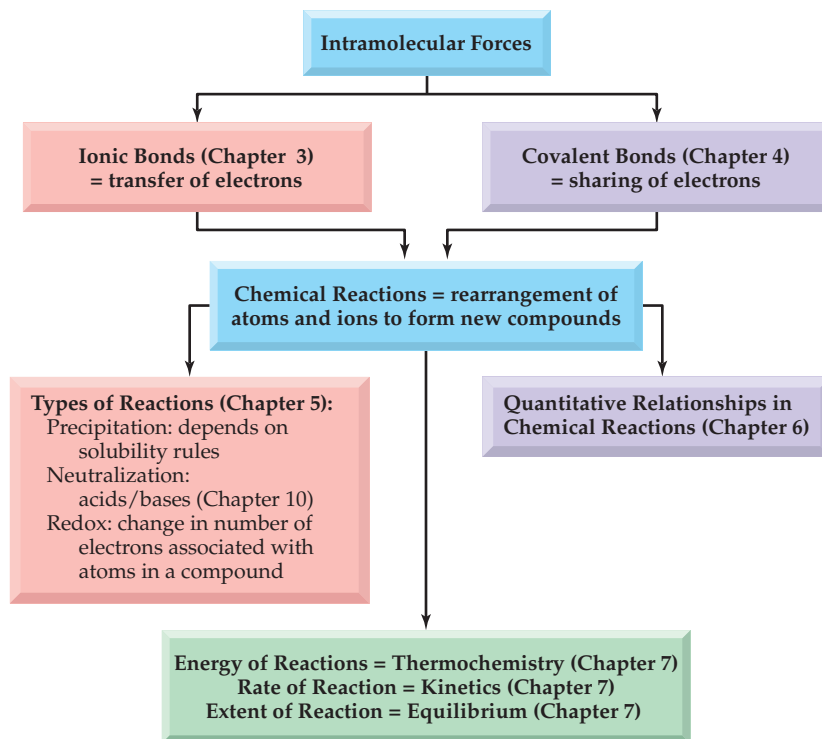 Intramolecular Forces
Ionic Bonds (Chapter 3)
= transfer of electrons
Covalent Bonds (Chapter 4)
= sharing of electrons
Chemical Reactions = rearrangement of
atoms and ions to form new compounds
Types of Reactions (Chapter 5):
Precipitation: depends on
solubility rules
Neutralization:
acids/bases (Chapter 10)
Redox: change in number of
electrons associated with
atoms in a compound
Quantitative Relationships in
Chemical Reactions (Chapter 6)
Energy of Reactions = Thermochemistry (Chapter 7)
Rate of Reaction = Kinetics (Chapter 7)
Extent of Reaction = Equilibrium (Chapter 7)